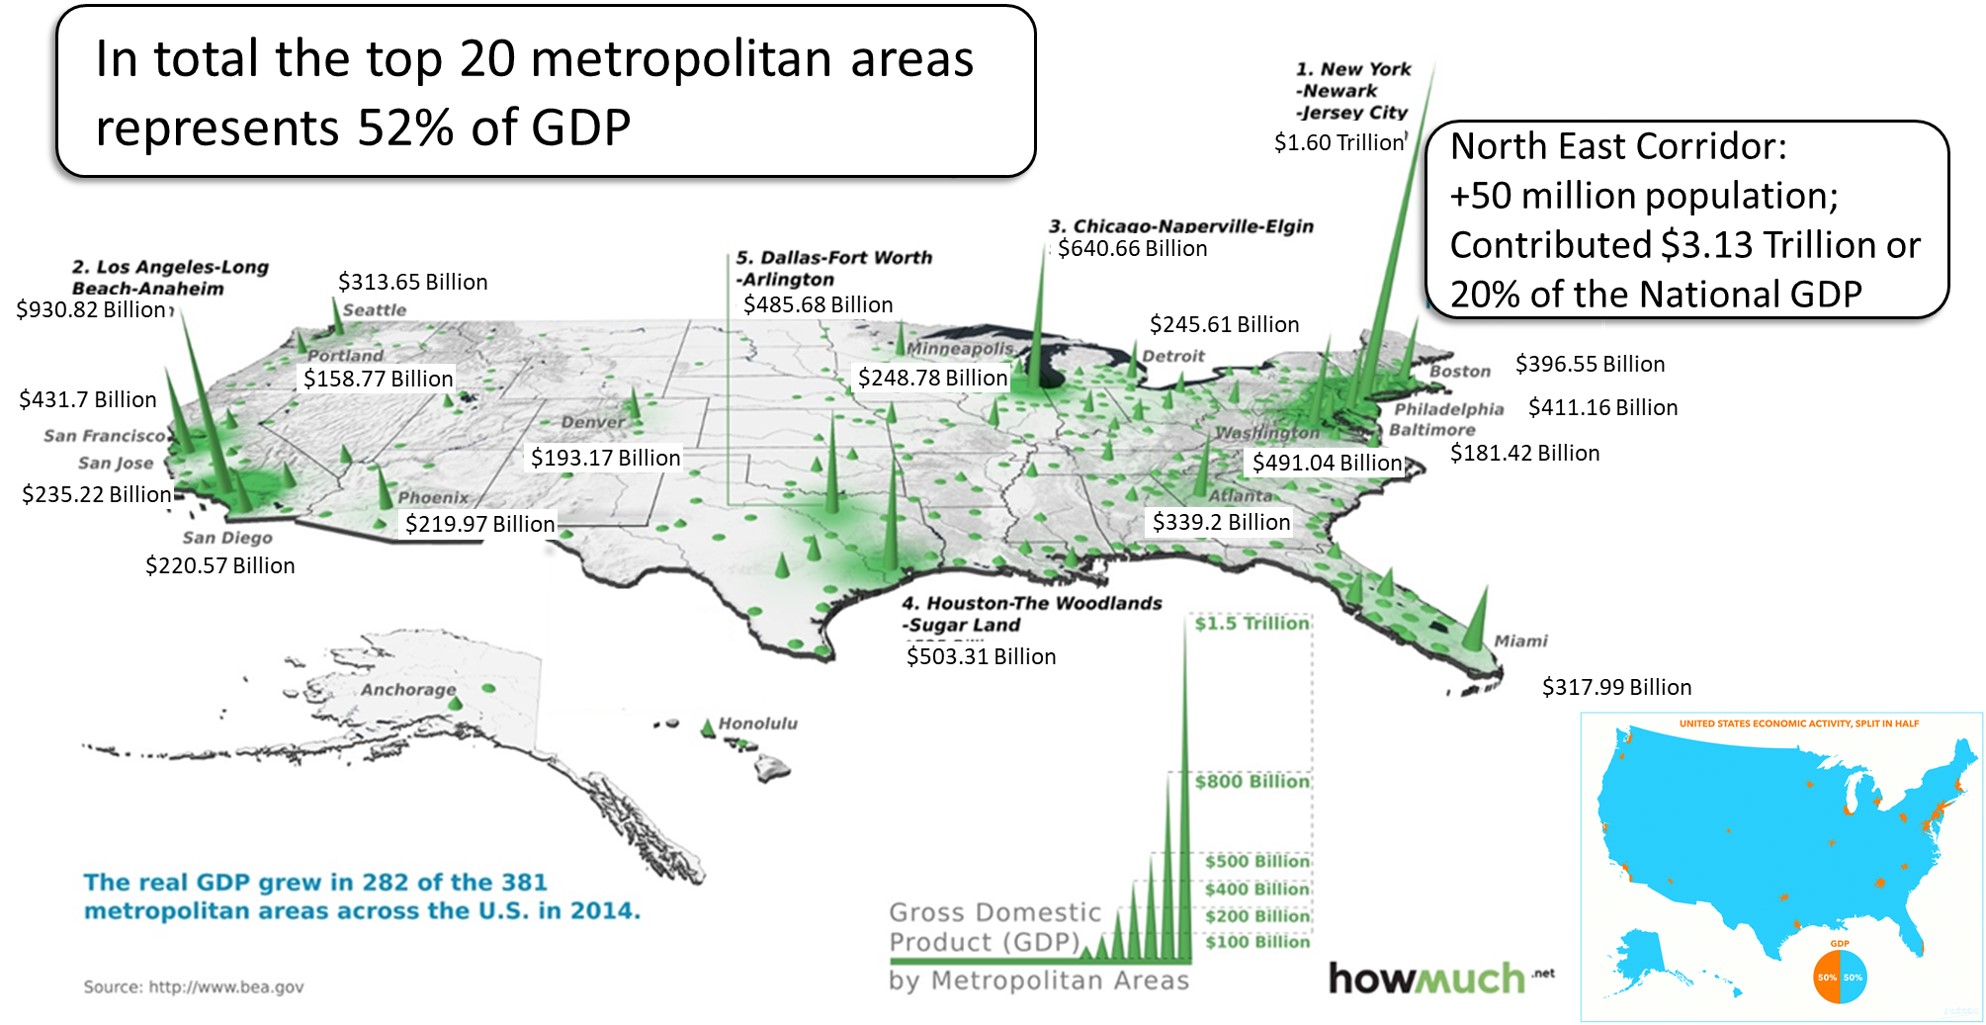 In total the top 20 metropolitan areas
represents 52% of GDP
1. New York
-Newark
-Jersey City
$1.60 Trillion
North East Corridor:
+50 million population;
Contributed $3.13 Trillion or
20% of the National GDP
3. Chicago-Naperville-Elgin
$640.66 Billion
5. Dallas-Fort Worth
-Arlington
$485.68 Billion
2. Los Angeles-Long
Beach-Anaheim
$930.82 Billion
$313.65 Billion
Seattle
Portland
$158.77 Billion
$431.7 Billion
San Francisco
San Jose
$235.22 Billion
San Diego
$220.57 Billion
Phoenix
$219.97 Billion
Denver
$193.17 Billion
Minneapolis
$248.78 Billion
$245.61 Billion
Detroit
Boston
$396.55 Billion
Philadelphia
$411.16 Billion
Baltimore
$181.42 Billion
Washington
$491.04 Billion
Atlanta
$339.2 Billion
4. Houston-The Woodlands
-Sugar Land
$503.31 Billion
Miami
$317.99 Billion
Anchorage
Honolulu
$1.5 Trillion
$800 Billion
$500 Billion
$400 Billion
$200 Billion
$100 Billion
Gross Domestic
Product (GDP)
by Metropolitan Areas
The real GDP grew in 282 of the 381
metropolitan areas across the U.S. in 2014.
Source: http://www.bea.gov
howmuch.net
UNITED STATES ECONOMIC ACTIVITY, SPLIT IN HALF
GDP
50% 50%